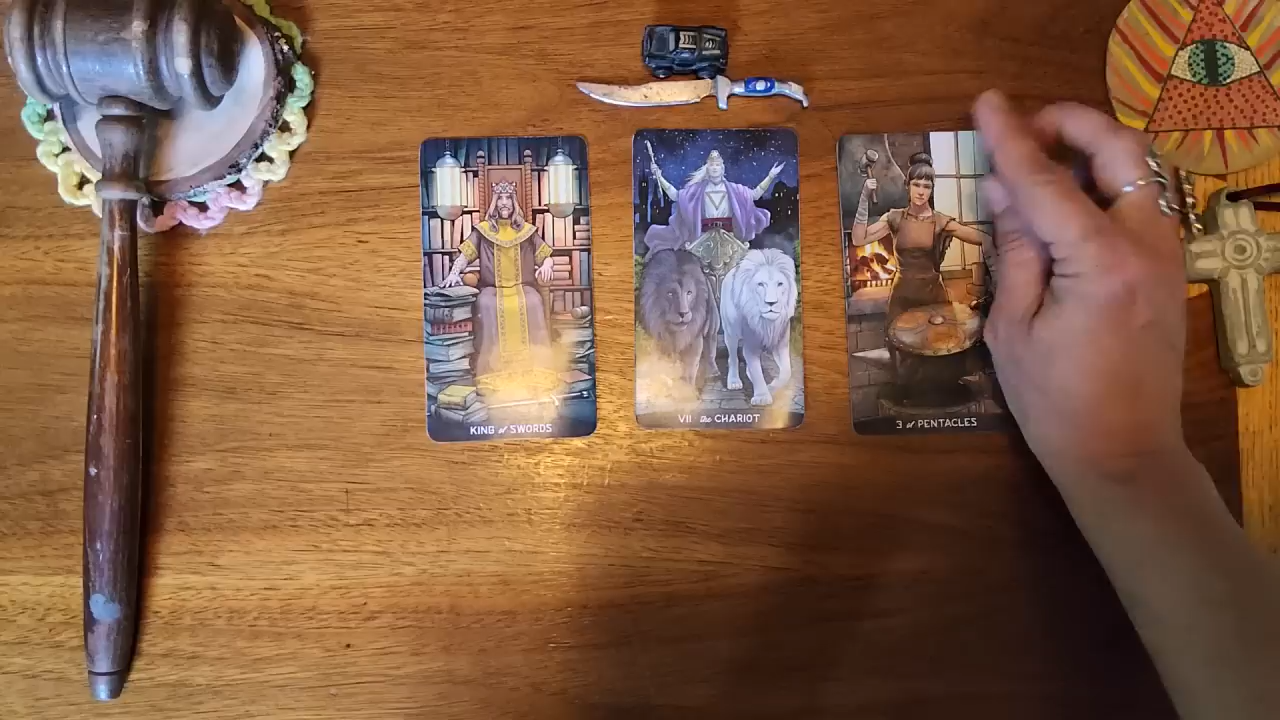 KING of SWORDS
VII the CHARIOT
3 of PENTACLES